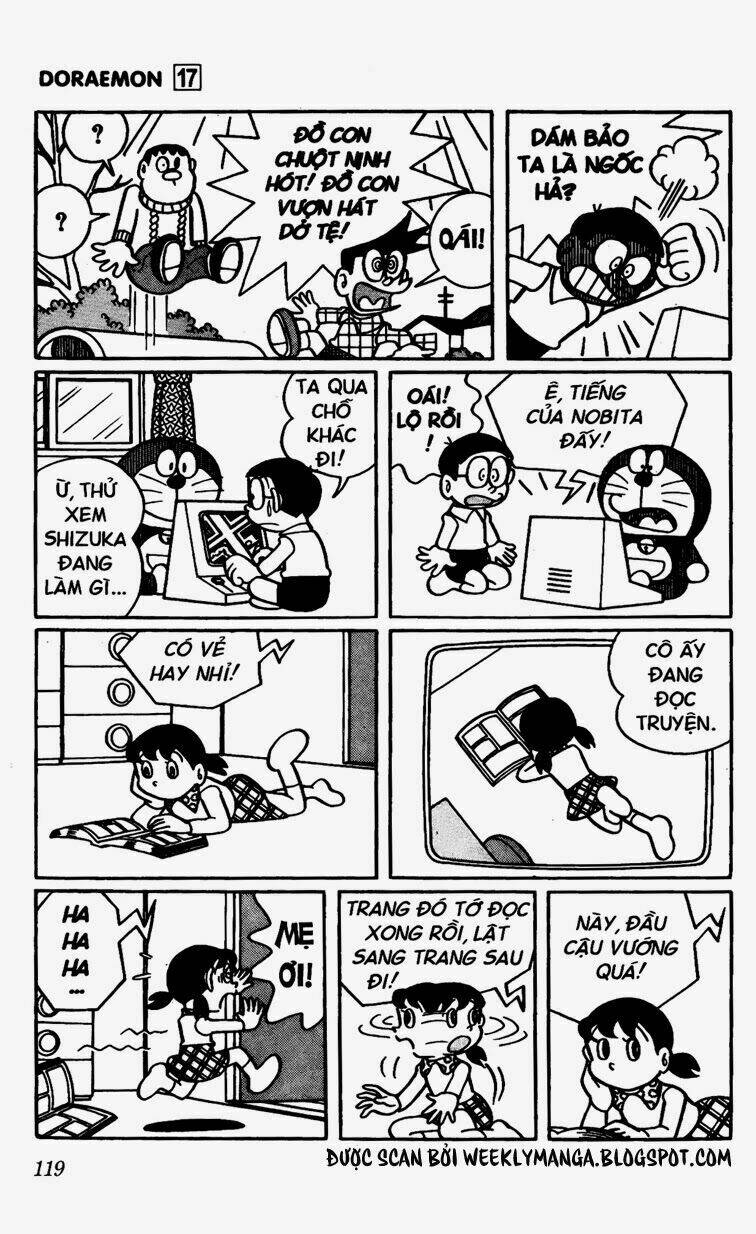 DORAEMON 17
DÁM BẢO
TA LÀ NGỐC
HẢ?
QÁI!
ĐỒ CON
CHUỘT NỊNH
HÓT! ĐỒ CON
VƯỢN HÁT
DỞ TỆ!
?
?
Ê, TIẾNG
CỦA NOBITA
ĐẤY!
OÁI!
LỘ RỒI
!
TA QUA
CHỖ
KHÁC
ĐI!
Ừ, THỬ
XEM
SHIZUKA
ĐANG
LÀM GÌ...
CÔ ẤY
ĐANG
ĐỌC
TRUYỆN.
CÓ VẺ
HAY NHỈ!
NÀY, ĐẦU
CẬU VƯỚNG
QUÁ!
TRANG ĐÓ TỚ ĐỌC
XONG RỒI, LẬT
SANG TRANG SAU
ĐI!
MẸ
ƠI!
HA
HA
HA
...
119
ĐƯỢC SCAN BỞI WEEKLYMANGA.BLOGSPOT.COM